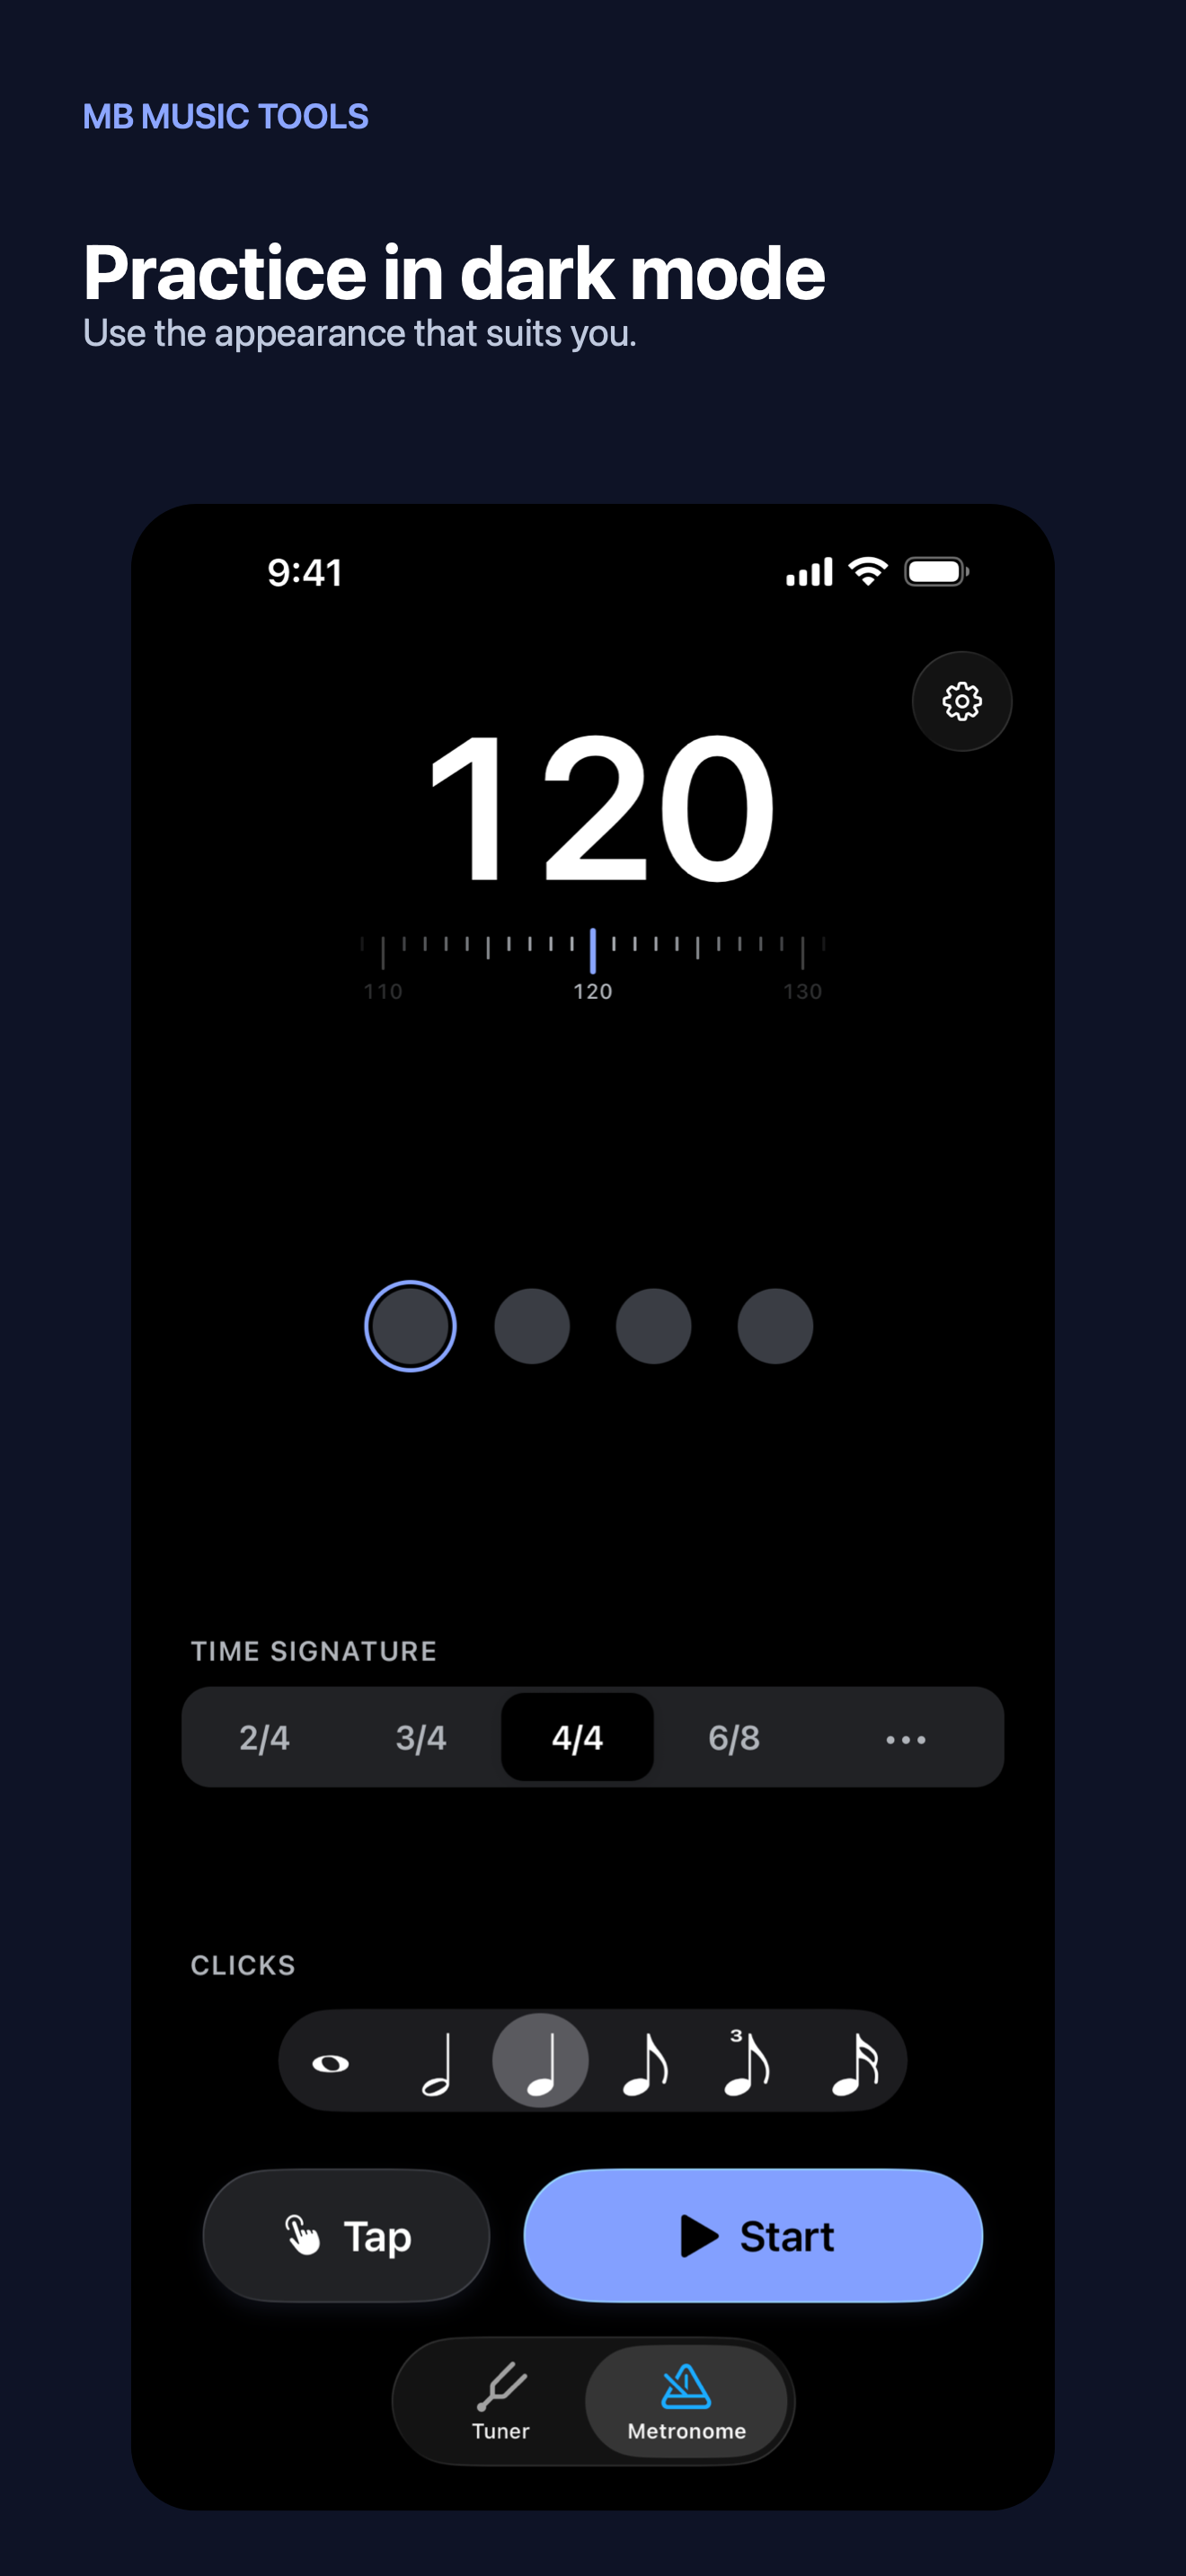 MB MUSIC TOOLS
Practice in dark mode
Use the appearance that suits you.
9:41
120
110 120 130
TIME SIGNATURE
2/4 3/4 4/4 6/8 •••
CLICKS
3
Tap Start
Tuner Metronome